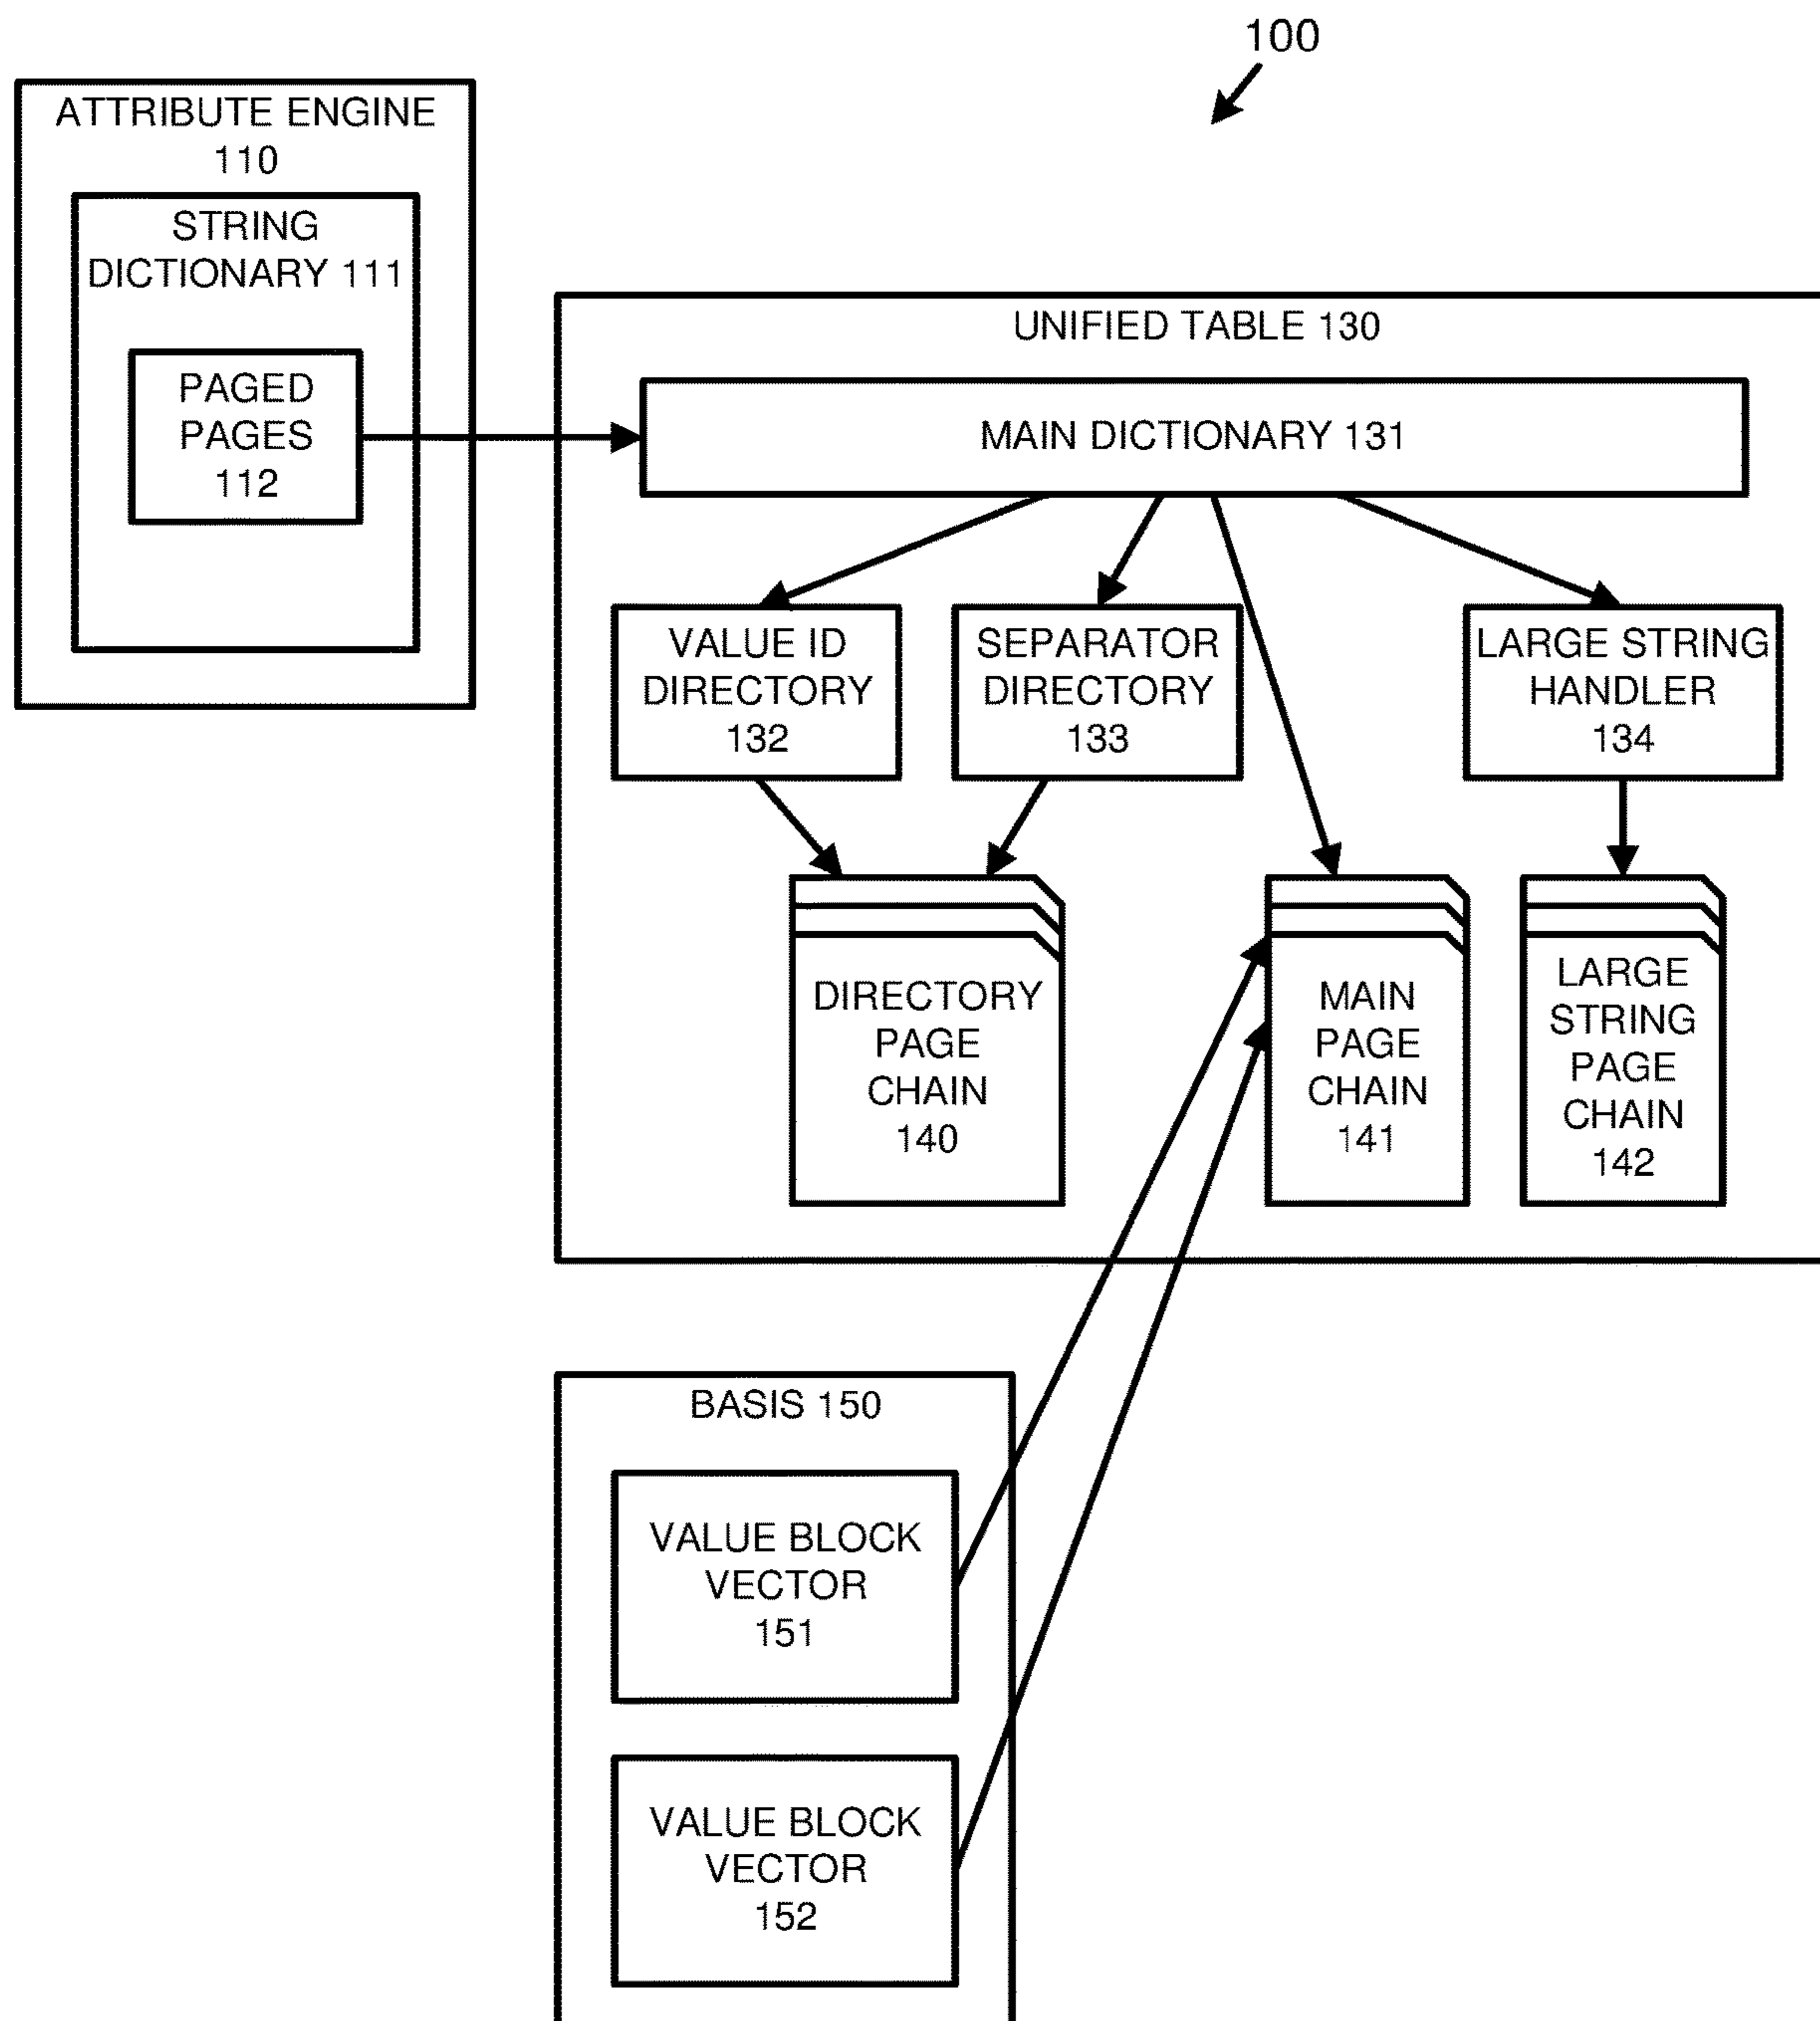 100
ATTRIBUTE ENGINE
110
STRING
DICTIONARY 111
PAGED
PAGES
112
UNIFIED TABLE 130
MAIN DICTIONARY 131
VALUE ID
DIRECTORY
132
SEPARATOR
DIRECTORY
133
LARGE STRING
HANDLER
134
DIRECTORY
PAGE
CHAIN
140
MAIN
PAGE
CHAIN
141
LARGE
STRING
PAGE
CHAIN
142
BASIS 150
VALUE BLOCK
VECTOR
151
VALUE BLOCK
VECTOR
152